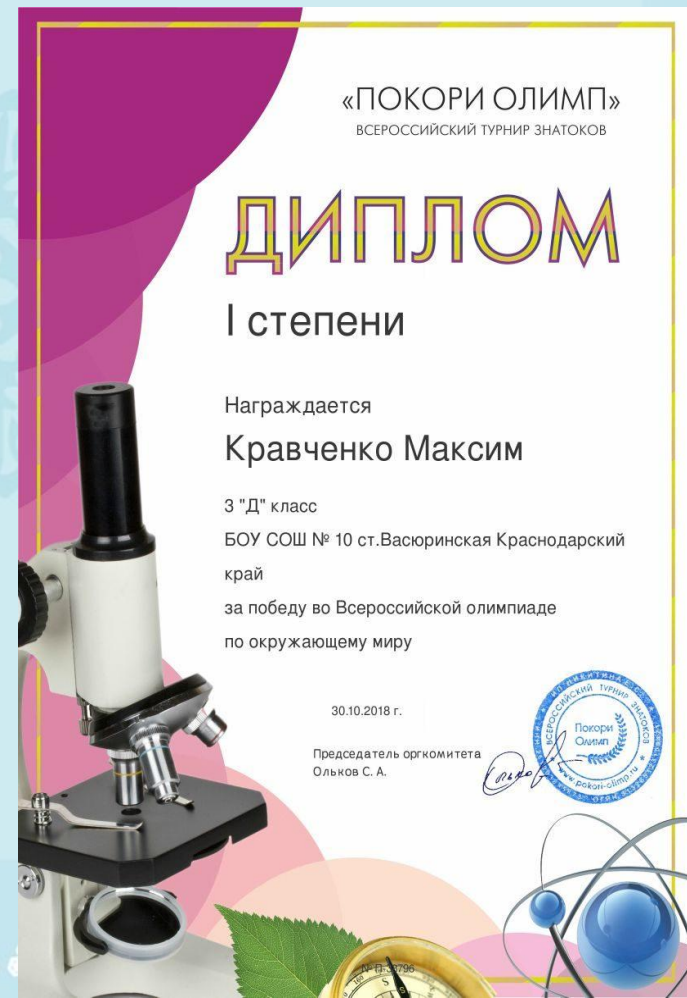 «ПОКОРИ ОЛИМП»
ВСЕРОССИЙСКИЙ ТУРНИР ЗНАТОКОВ
ДИПЛОМ
I степени
Награждается
Кравченко Максим
3 "Д" класс
БОУ СОШ № 10 ст.Васюринская Краснодарский
край
за победу во Всероссийской олимпиаде
по окружающему миру
30.10.2018 г.
Председатель оргкомитета
Ольков С. А.
ВСЕРОССИЙСКИЙ ТУРНИР ЗНАТОКОВ
Покори
Олимп
www.pokori-olimp.ru
S